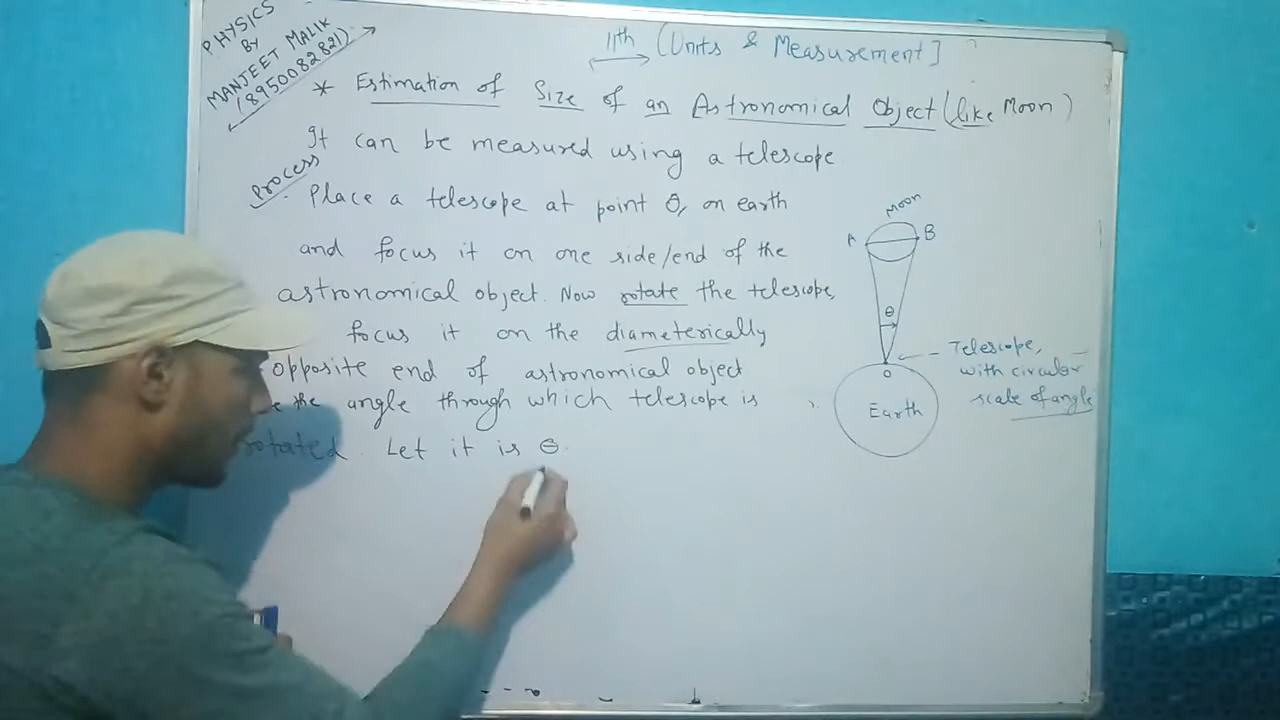 PHYSICS
BY
MANJEET MALIK
(8950082821)
11th (Units & Measurement]
* Estimation of Size of an Astronomical Object (like Moon)
It can be measured using a telescope
Process
. Place a telescope at point O, on earth
and focus it on one side/end of the
astronomical object. Now rotate the telescope,
focus it on the diameterically
opposite end of astronomical object
the angle through which telescope is
rotated. Let it is θ.
Moon
A B
θ
Telescope,
with circular
scale of angle
O
Earth